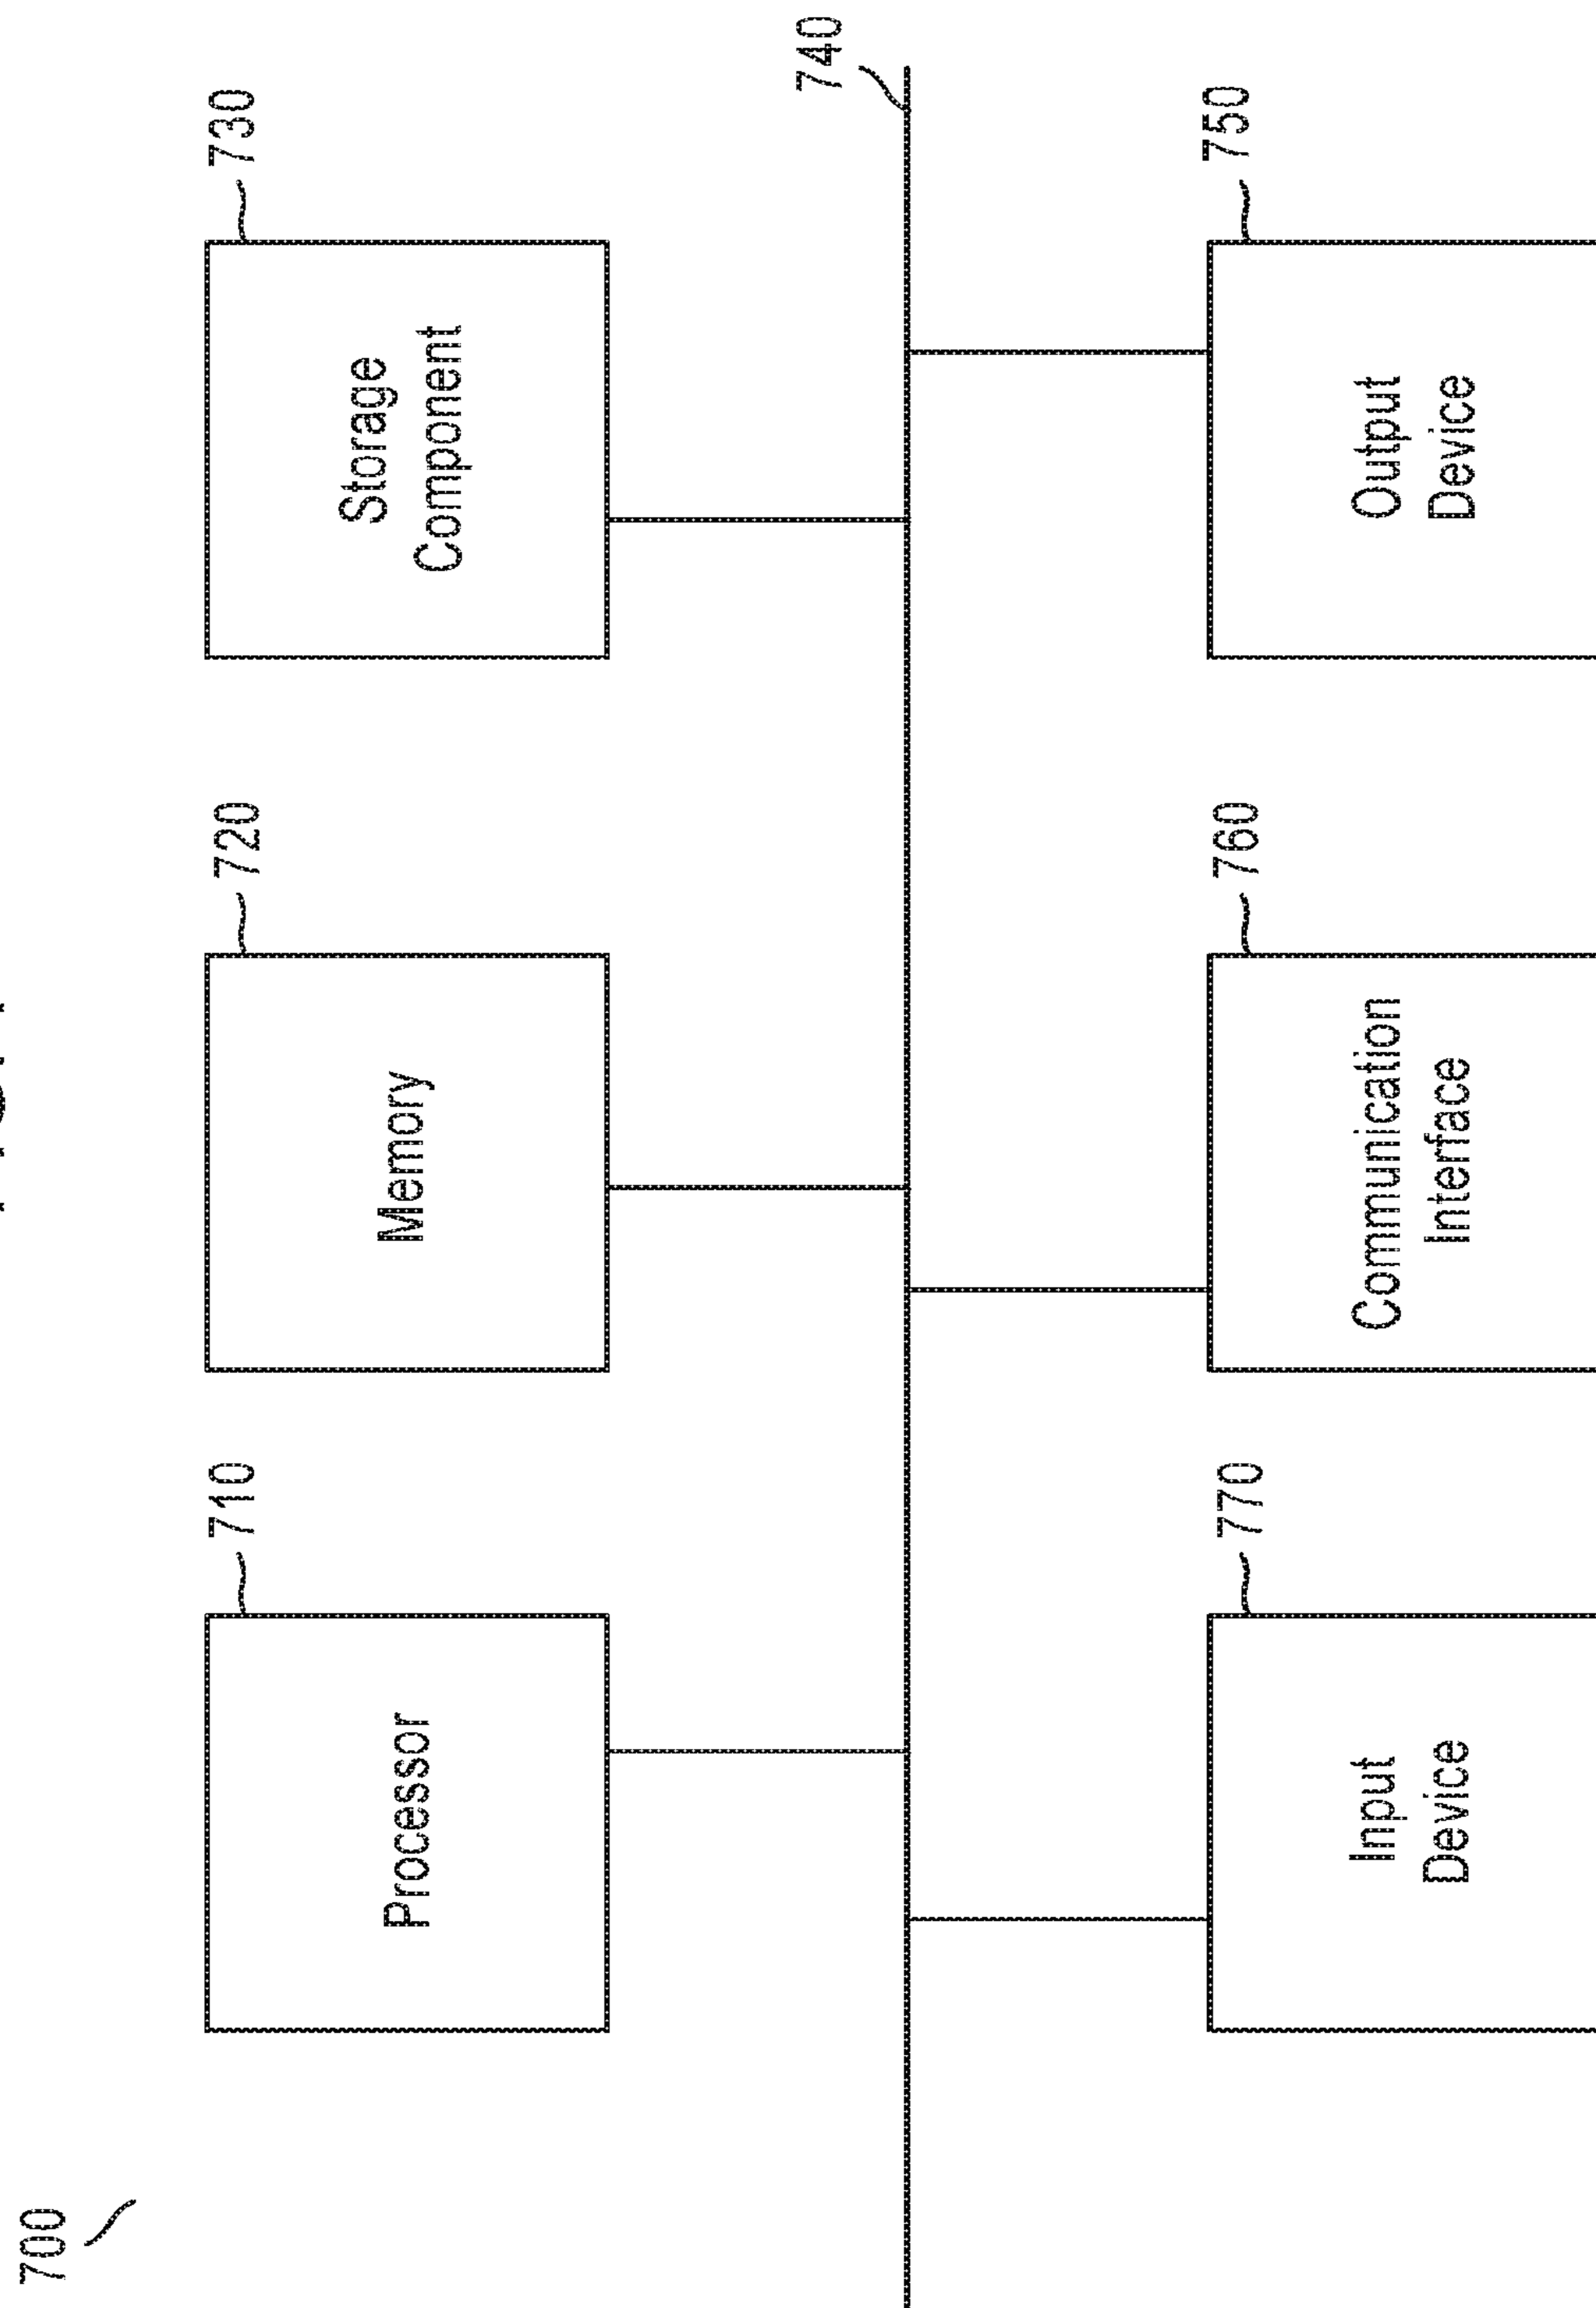 700
710
Processor
720
Memory
730
Storage
Component
740
770
Input
Device
760
Communication
Interface
750
Output
Device